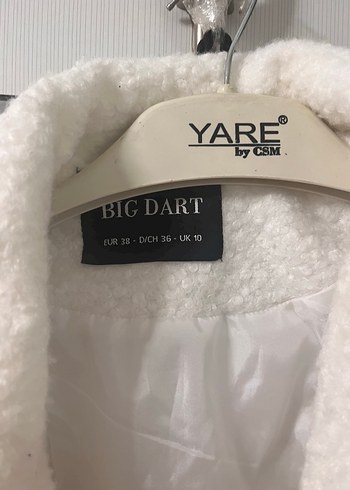 YARE®
by CSM
BIG DART
EUR 38 - D/CH 36 - UK 10